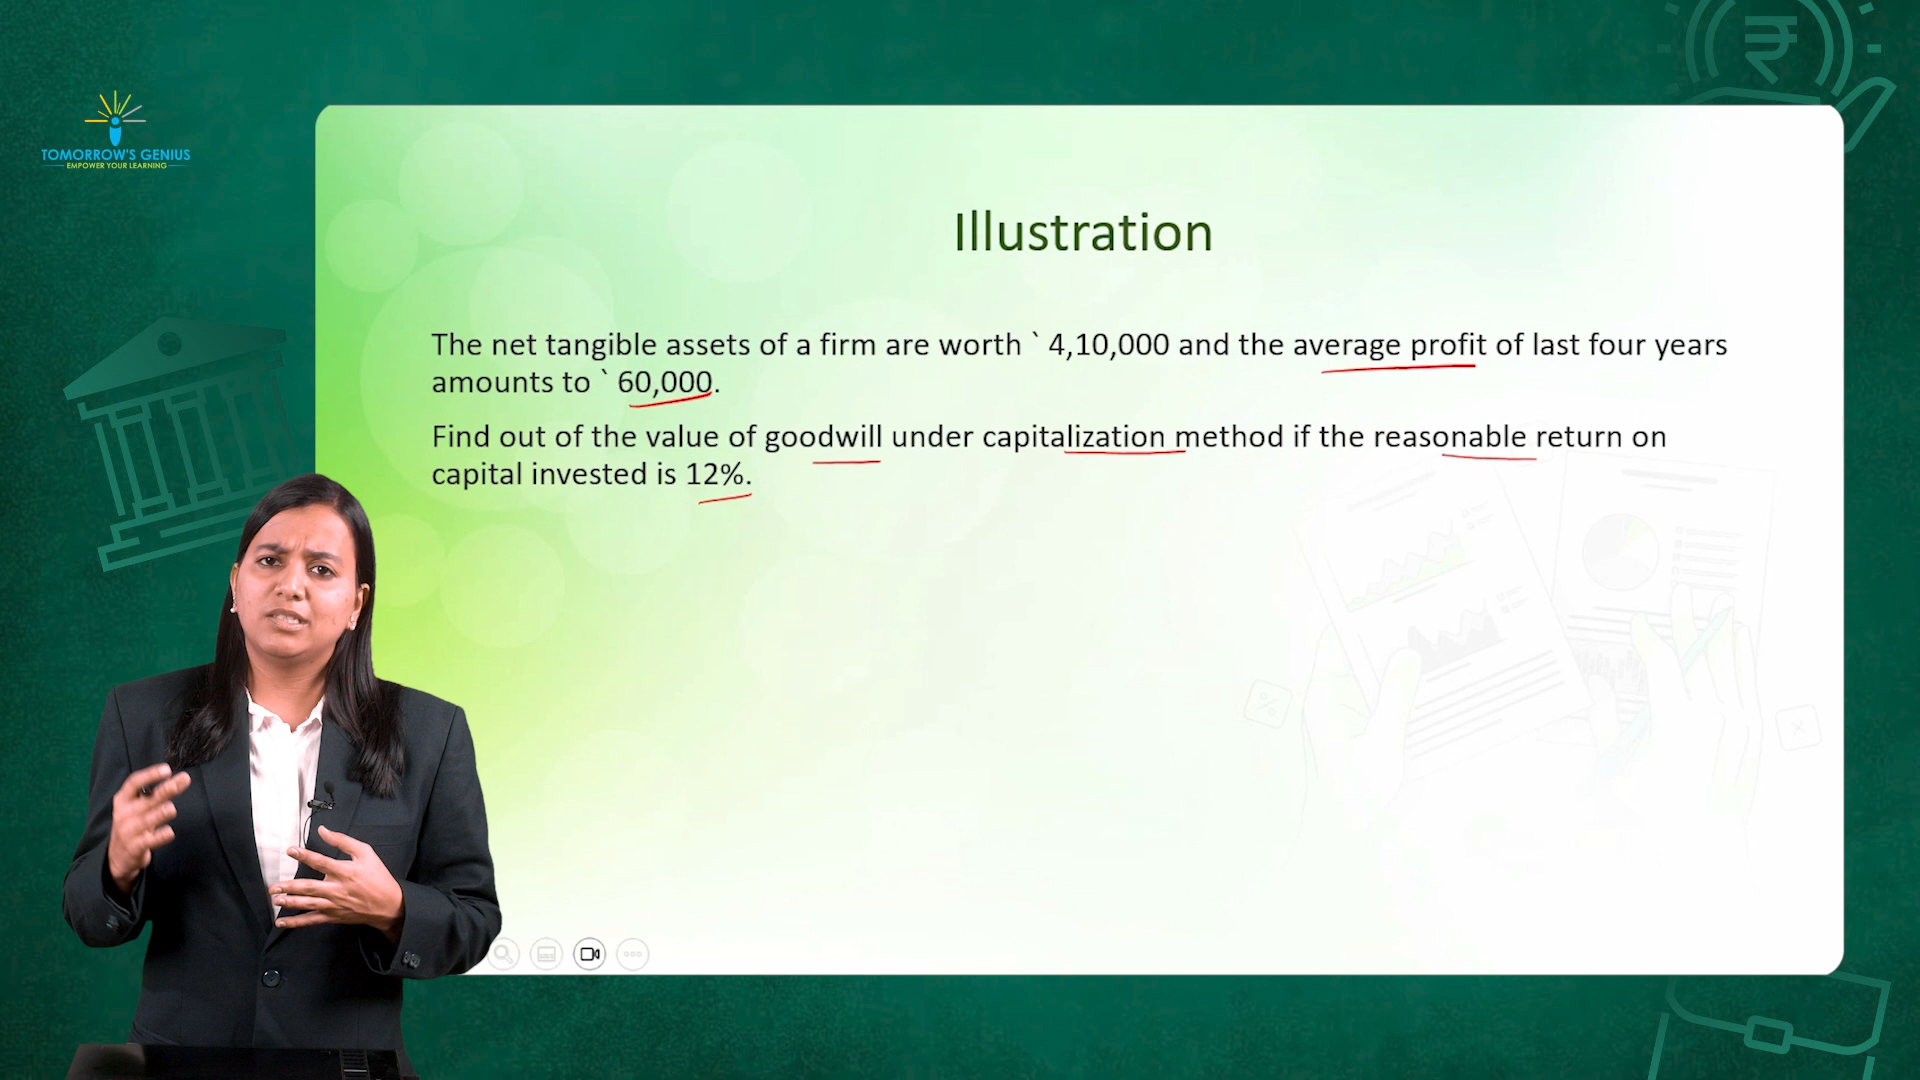 TOMORROW'S GENIUS
EMPOWER YOUR LEARNING
Illustration
The net tangible assets of a firm are worth ` 4,10,000 and the average profit of last four years
amounts to ` 60,000.
Find out of the value of goodwill under capitalization method if the reasonable return on
capital invested is 12%.